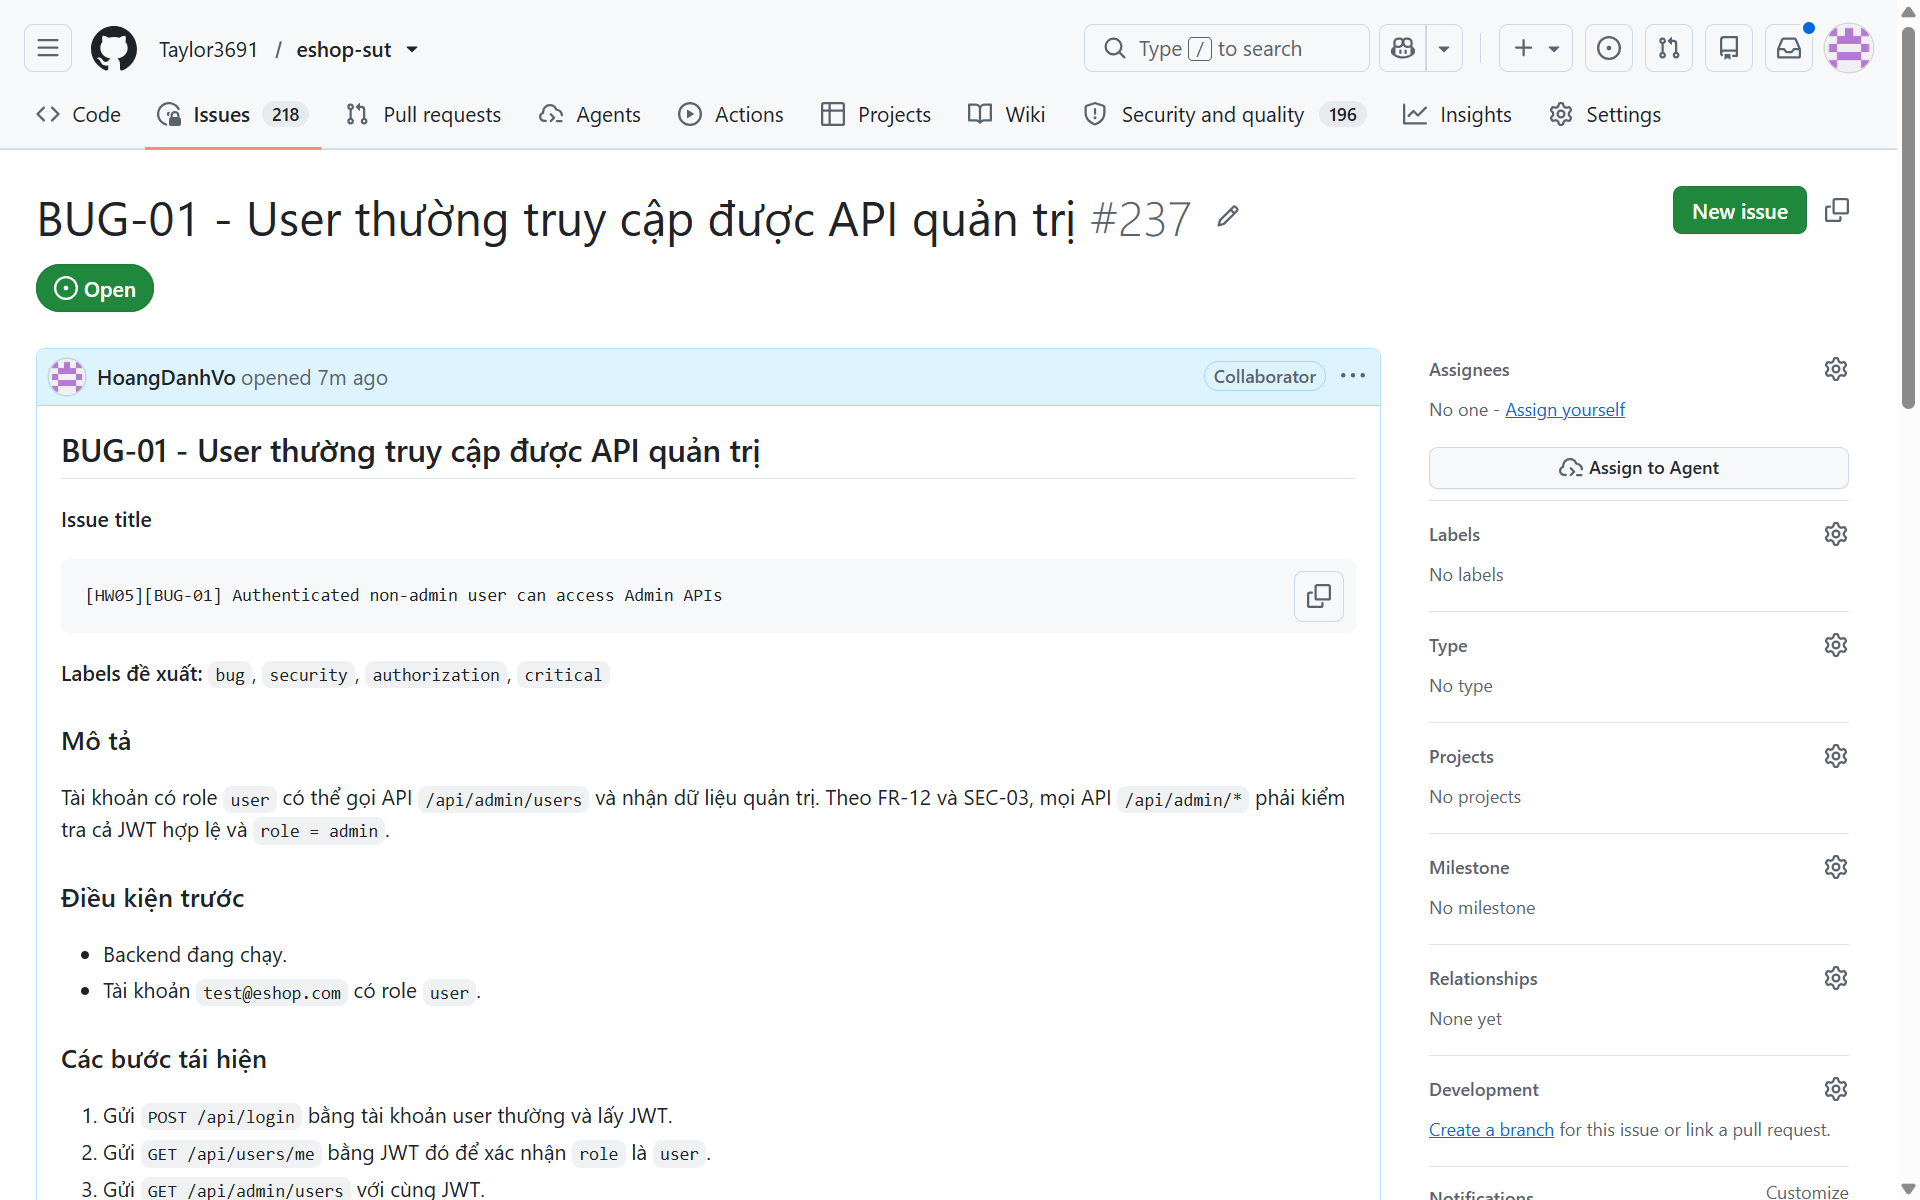 Taylor3691 / eshop-sut
Type / to search
Code
Issues 218
Pull requests
Agents
Actions
Projects
Wiki
Security and quality 196
Insights
Settings
BUG-01 - User thường truy cập được API quản trị #237
New issue
Open
HoangDanhVo opened 7m ago
Collaborator
BUG-01 - User thường truy cập được API quản trị
Issue title
[HW05][BUG-01] Authenticated non-admin user can access Admin APIs
Labels đề xuất: bug, security, authorization, critical
Mô tả
Tài khoản có role user có thể gọi API /api/admin/users và nhận dữ liệu quản trị. Theo FR-12 và SEC-03, mọi API /api/admin/* phải kiểm
tra cả JWT hợp lệ và role = admin.
Điều kiện trước
Backend đang chạy.
Tài khoản test@eshop.com có role user.
Các bước tái hiện
1. Gửi POST /api/login bằng tài khoản user thường và lấy JWT.
2. Gửi GET /api/users/me bằng JWT đó để xác nhận role là user.
3. Gửi GET /api/admin/users với cùng JWT.
Assignees
No one - Assign yourself
Assign to Agent
Labels
No labels
Type
No type
Projects
No projects
Milestone
No milestone
Relationships
None yet
Development
Create a branch for this issue or link a pull request.
Notifications
Customize